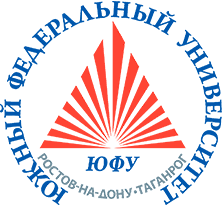 ЮЖНЫЙ ФЕДЕРАЛЬНЫЙ УНИВЕРСИТЕТ
ЮФУ
РОСТОВ-НА-ДОНУ•ТАГАНРОГ